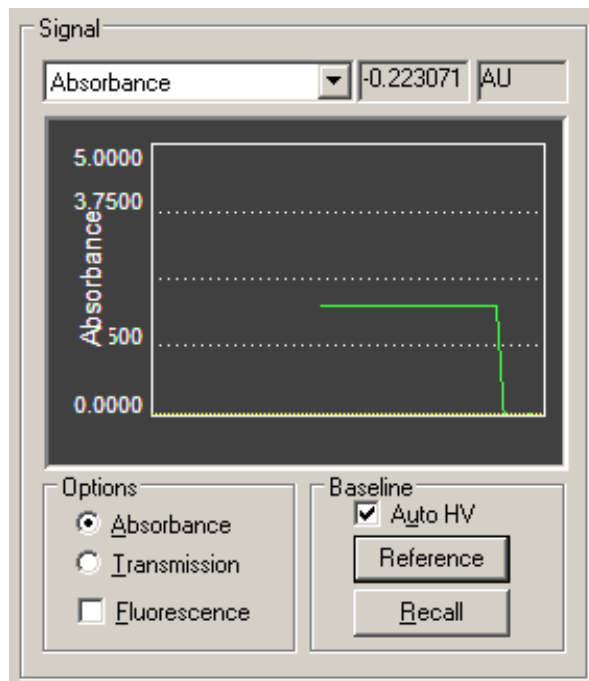 Signal
Absorbance -0.223071 AU
5.0000
3.7500
Absorbance
500
0.0000
Options
Absorbance
Transmission
Fluorescence
Baseline
Auto HV
Reference
Recall